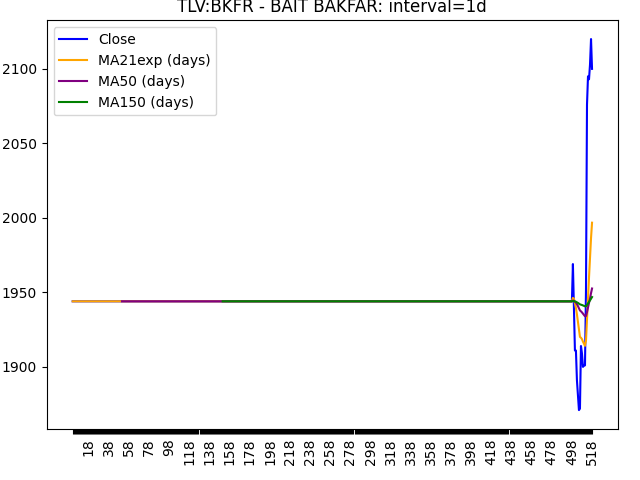 TLV:BKFR - BAIT BAKFAR: interval=1d
Close
MA21exp (days)
MA50 (days)
MA150 (days)
2100
2050
2000
1950
1900
18 38 58 78 98 118 138 158 178 198 218 238 258 278 298 318 338 358 378 398 418 438 458 478 498 518